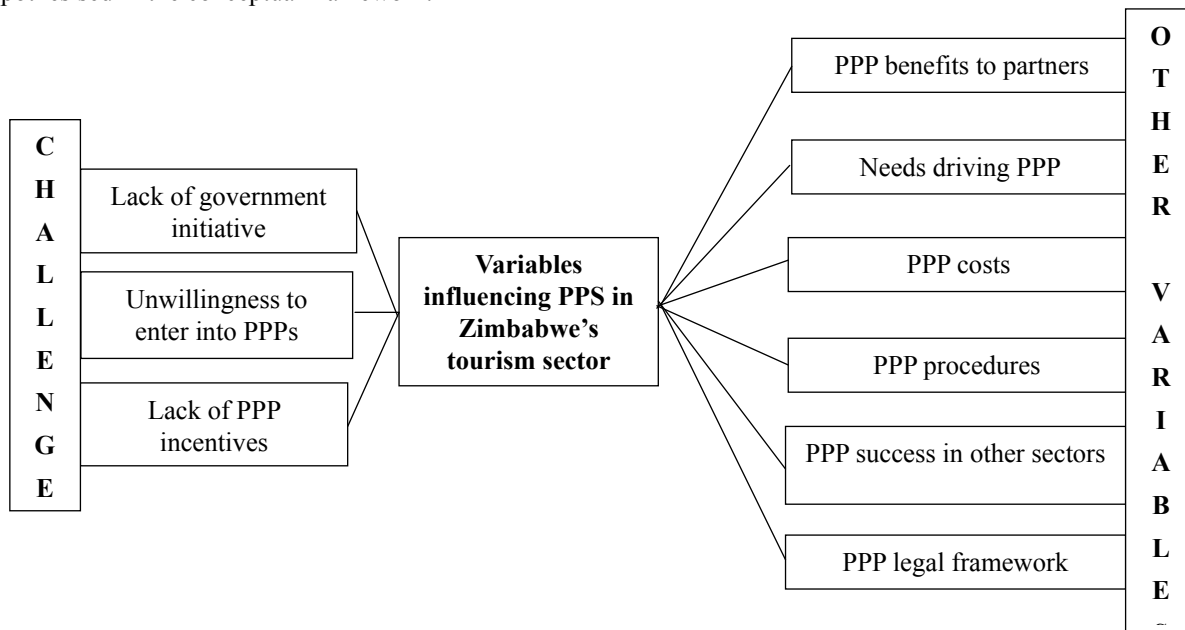 C
H
A
L
L
E
N
G
E
Lack of government
initiative
Unwillingness to
enter into PPPs
Lack of PPP
incentives
Variables
influencing PPS in
Zimbabwe’s
tourism sector
PPP benefits to partners
Needs driving PPP
PPP costs
PPP procedures
PPP success in other sectors
PPP legal framework
O
T
H
E
R
V
A
R
I
A
B
L
E